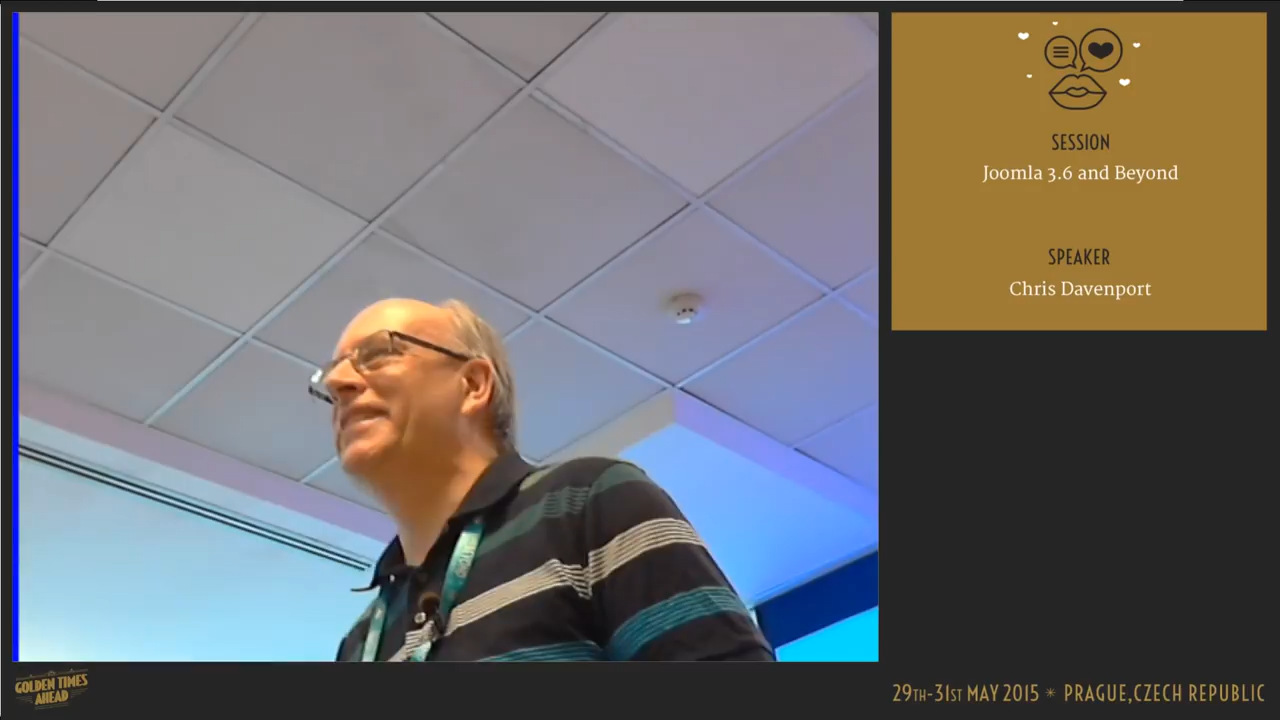 SESSION
Joomla 3.6 and Beyond
SPEAKER
Chris Davenport
GOLDEN TIMES
AHEAD
29TH-31ST MAY 2015 * PRAGUE, CZECH REPUBLIC